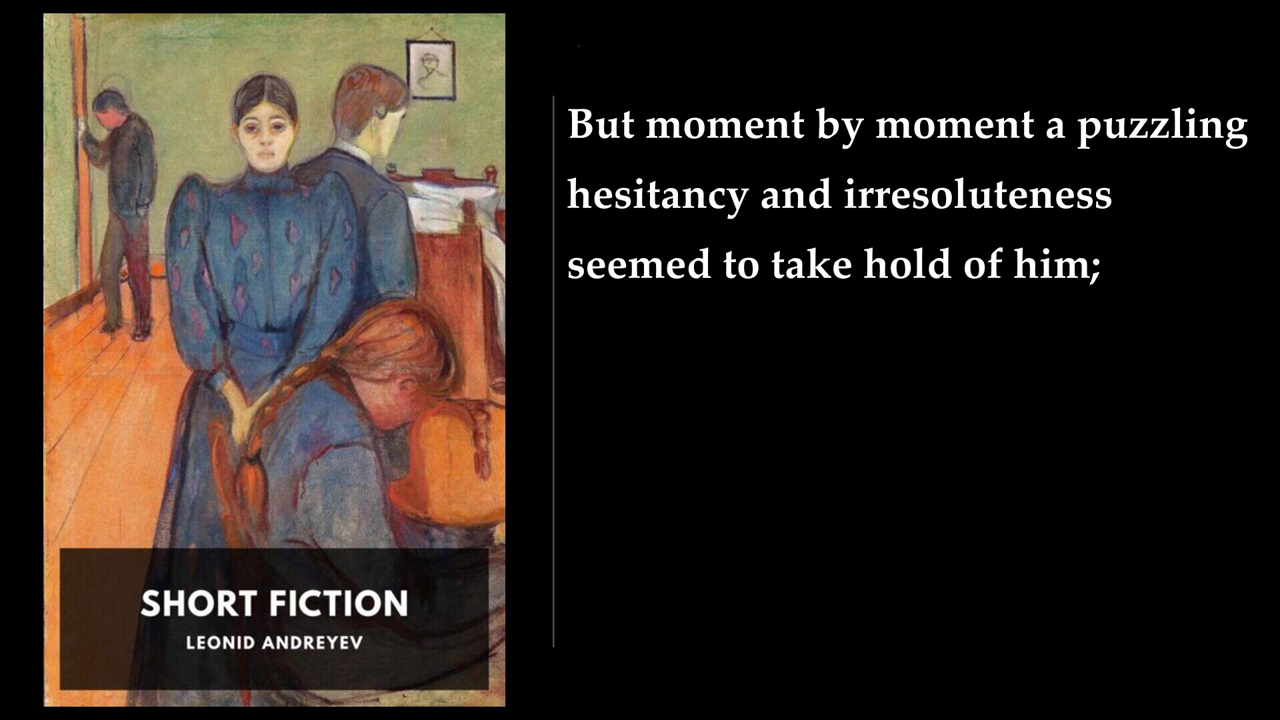 But moment by moment a puzzling
hesitancy and irresoluteness
seemed to take hold of him;
SHORT FICTION
LEONID ANDREYEV